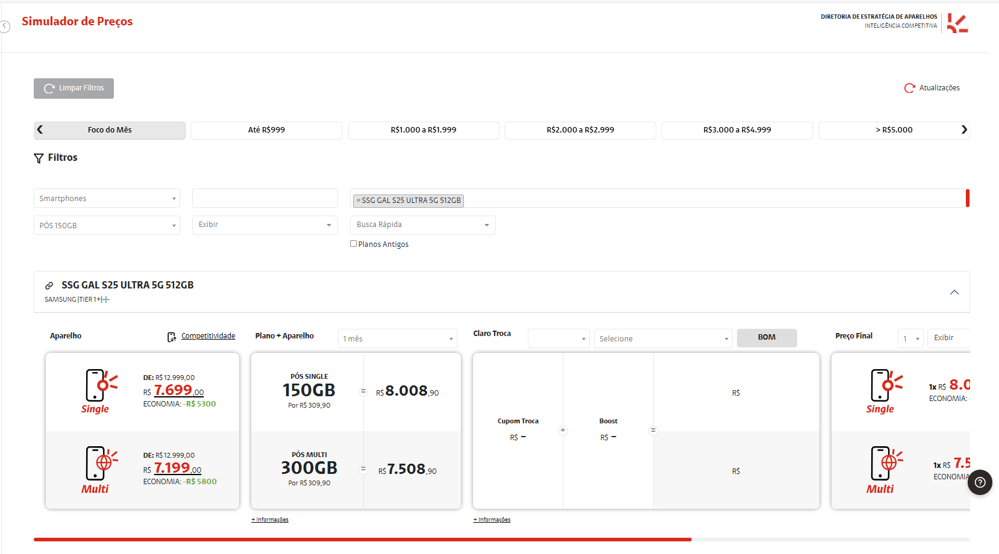 Simulador de Preços
DIRETORIA DE ESTRATÉGIA DE APARELHOS
INTELIGÊNCIA COMPETITIVA
Limpar Filtros
Atualizações
Foco do Mês
Até R$999
R$1.000 a R$1.999
R$2.000 a R$2.999
R$3.000 a R$4.999
> R$5.000
Filtros
Smartphones
× SSG GAL S25 ULTRA 5G 512GB
PÓS 150GB
Exibir
Busca Rápida
Planos Antigos
SSG GAL S25 ULTRA 5G 512GB
SAMSUNG |TIER 1+|-|-
Aparelho
Competitividade
Plano + Aparelho
1 mês
Claro Troca
Selecione
BOM
Preço Final
1
Exibir
Single
DE: R$ 12.999,00
R$ 7.699,00
ECONOMIA: -R$ 5300
Multi
DE: R$ 12.999,00
R$ 7.199,00
ECONOMIA: -R$ 5800
PÓS SINGLE
150GB
Por R$ 309,90
=
R$ 8.008,90
PÓS MULTI
300GB
Por R$ 309,90
=
R$ 7.508,90
+ Informações
Cupom Troca
R$ –
+
Boost
R$ –
=
R$
R$
+ Informações
Single
1x R$ 8.0
ECONOMIA: -
Multi
1x R$ 7.5
ECONOMIA